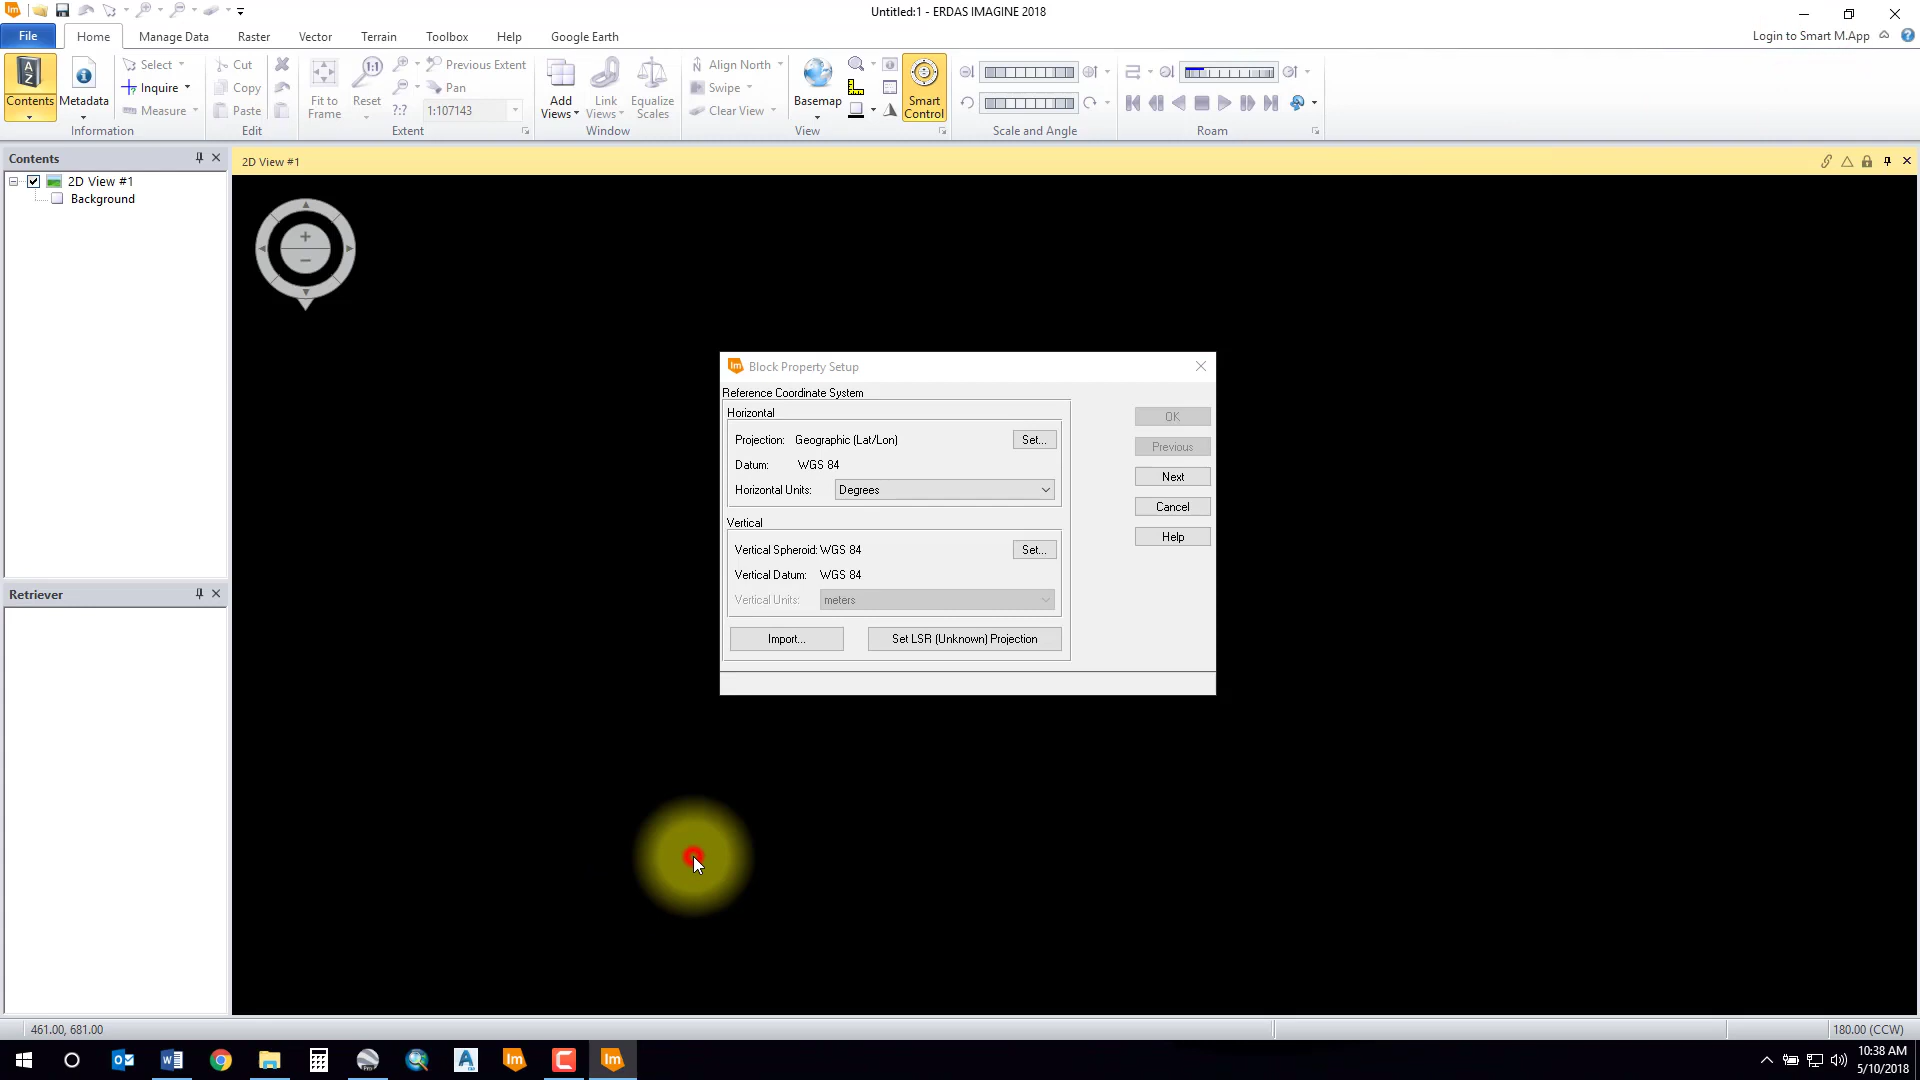 Untitled:1 - ERDAS IMAGINE 2018
File Home Manage Data Raster Vector Terrain Toolbox Help Google Earth Login to Smart M.App
Contents
Metadata
Select
Inquire
Measure
Information
Cut
Copy
Paste
Edit
Fit to
Frame
Reset
1:1
Previous Extent
Pan
?:? 1:107143
Extent
Add
Views
Link
Views
Equalize
Scales
Window
Align North
Swipe
Clear View
Basemap
Smart
Control
View
Scale and Angle
Roam
Contents
2D View #1
Background
Retriever
2D View #1
Block Property Setup
Reference Coordinate System
Horizontal
Projection: Geographic (Lat/Lon) Set...
Datum: WGS 84
Horizontal Units: Degrees
Vertical
Vertical Spheroid: WGS 84 Set...
Vertical Datum: WGS 84
Vertical Units: meters
Import... Set LSR (Unknown) Projection
OK
Previous
Next
Cancel
Help
461.00, 681.00 180.00 (CCW)
10:38 AM
5/10/2018